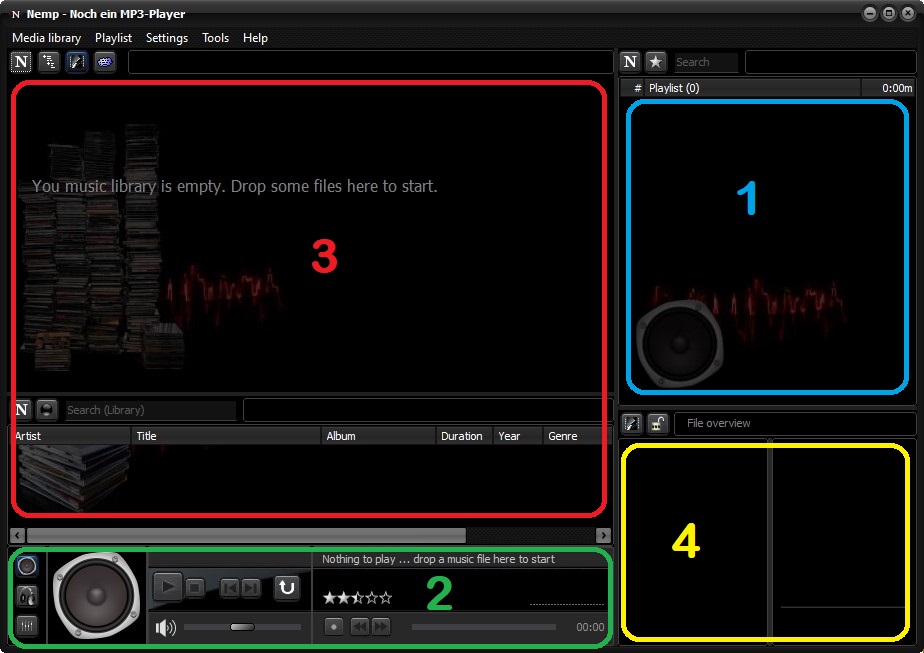 N Nemp - Noch ein MP3-Player
Media library Playlist Settings Tools Help
N
N Search
# Playlist (0) 0:00m
You music library is empty. Drop some files here to start.
1
3
N Search (Library)
File overview
Artist Title Album Duration Year Genre
4
Nothing to play ... drop a music file here to start
2
00:00